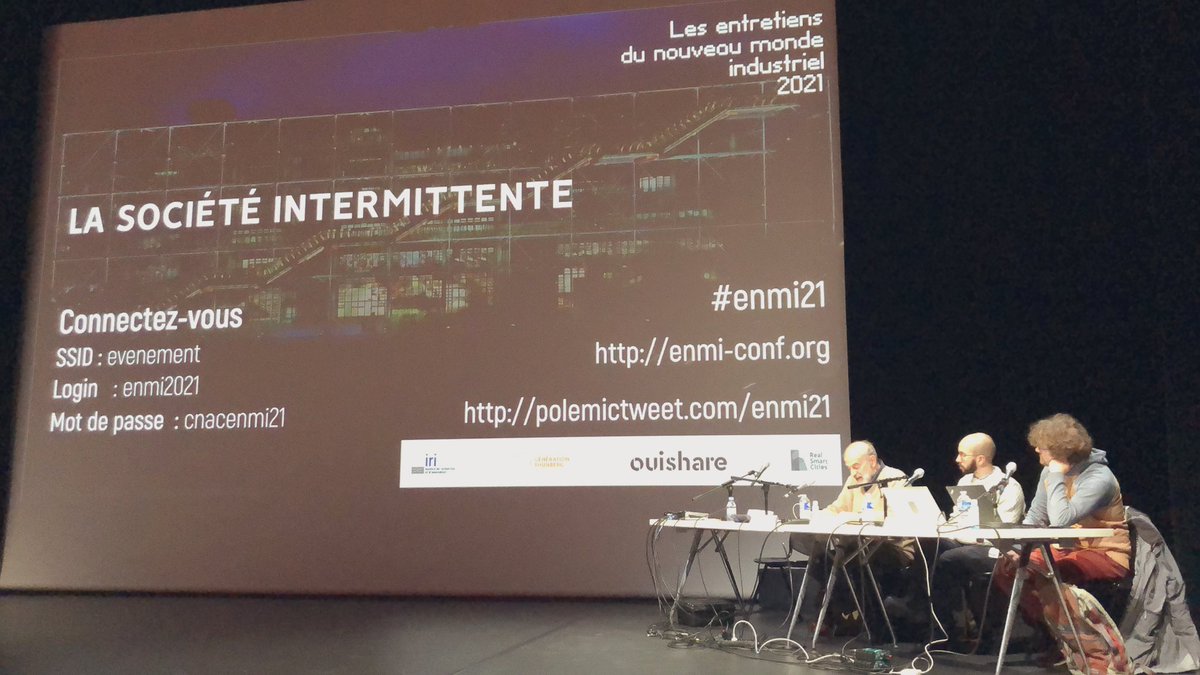 Les entretiens
du nouveau monde
industriel
2021
LA SOCIÉTÉ INTERMITTENTE
Connectez-vous
SSID : evenement
Login : enmi2021
Mot de passe : cnacenmi21
#enmi21
http://enmi-conf.org
http://polemictweet.com/enmi21
iri
GÉNÉRATION
THUNBERG
ouishare
Real
Smart
Cities